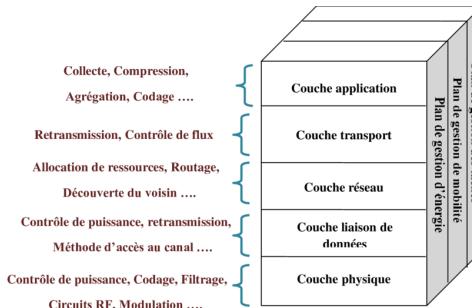 Collecte, Compression,
Agrégation, Codage ….
Couche application
Retransmission, Contrôle de flux
Couche transport
Allocation de ressources, Routage,
Découverte du voisin ….
Couche réseau
Contrôle de puissance, retransmission,
Méthode d'accès au canal ….
Couche liaison de
données
Contrôle de puissance, Codage, Filtrage,
Circuits RF, Modulation ….
Couche physique
Plan de gestion d'énergie
Plan de gestion de mobilité